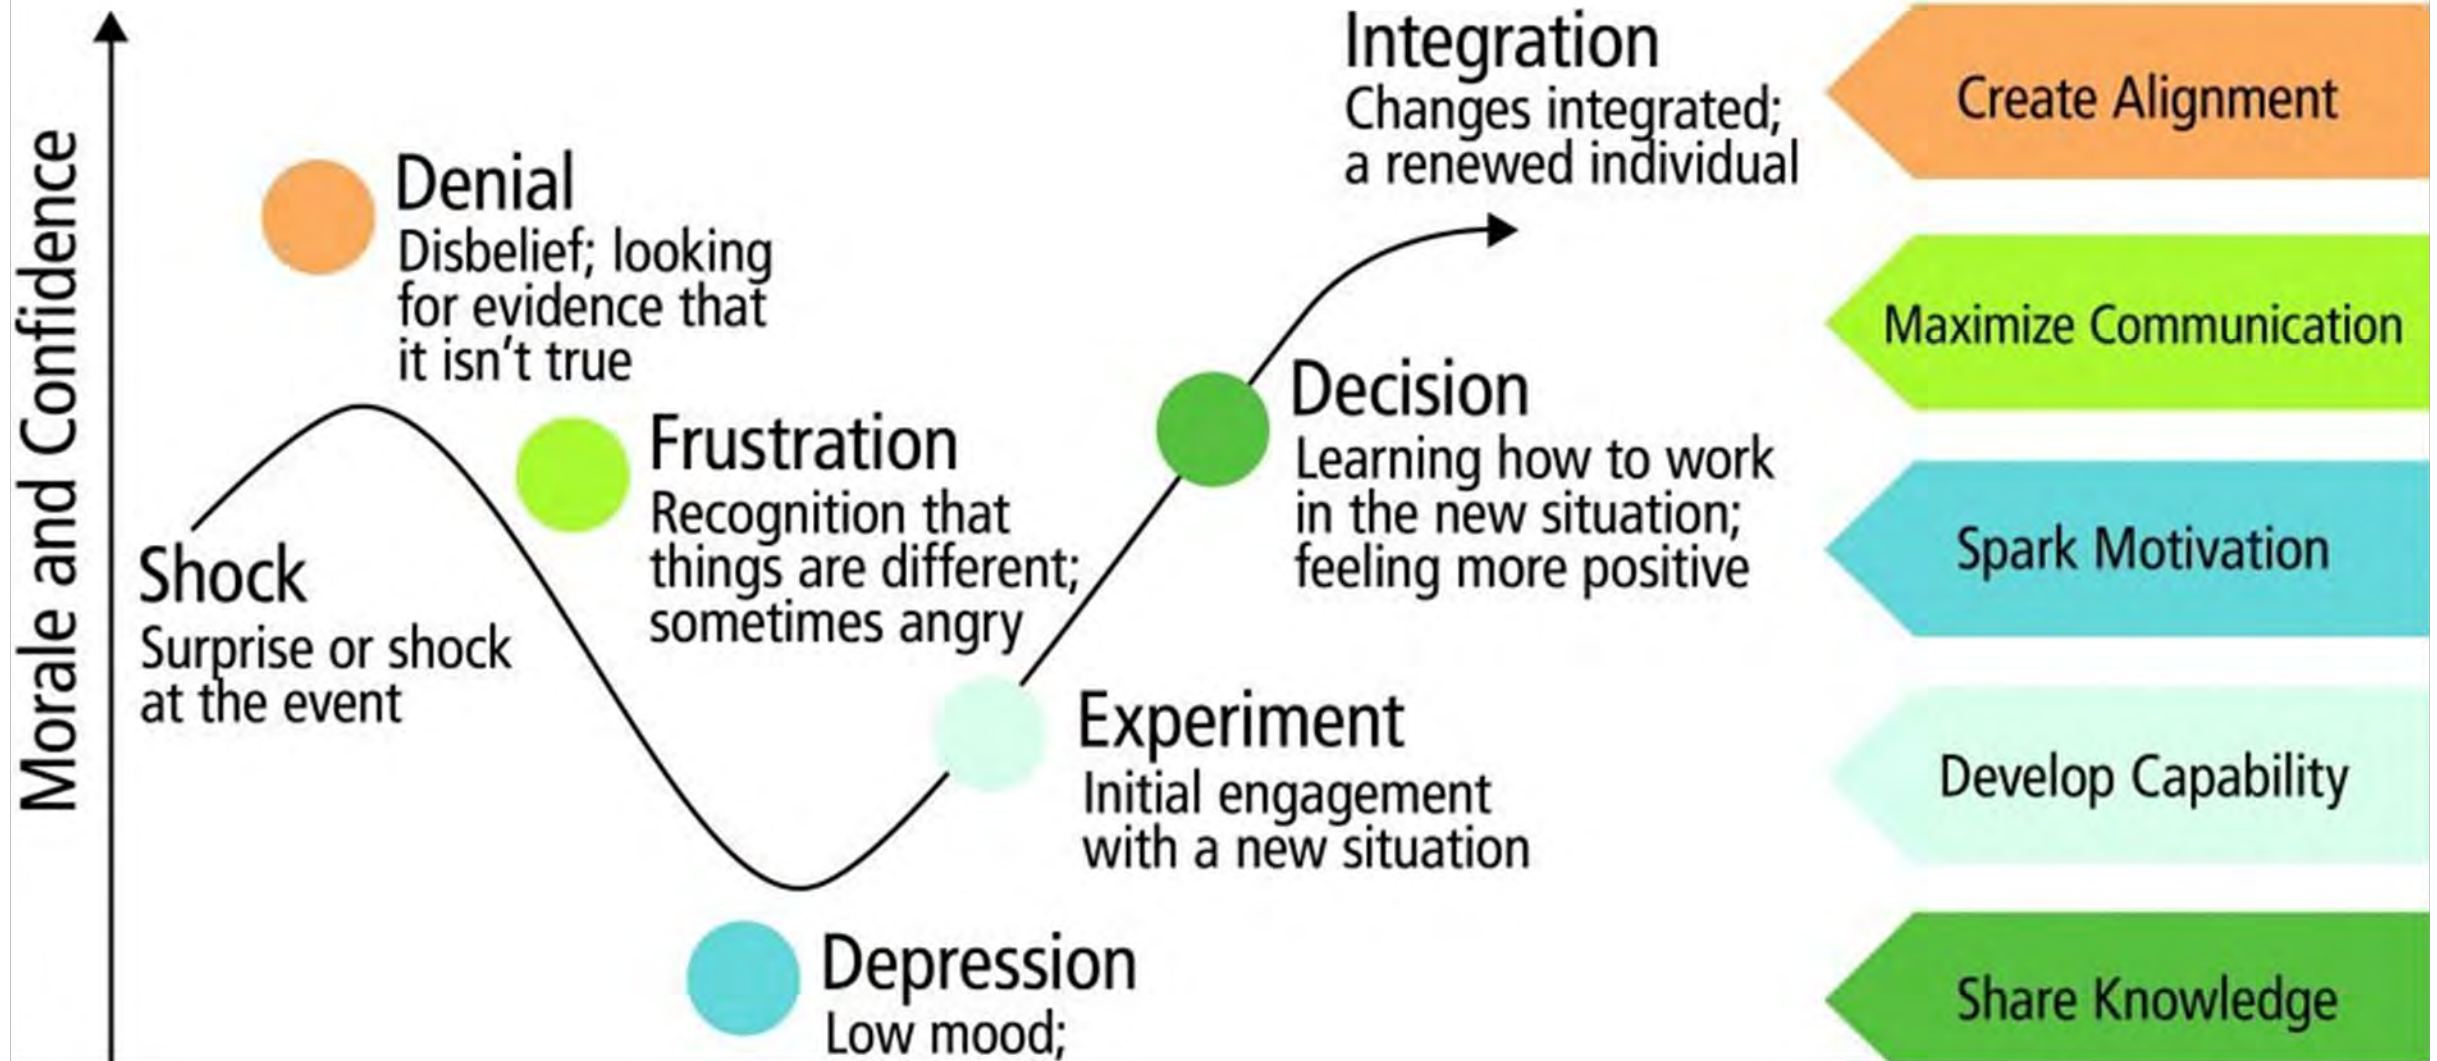 Morale and Confidence
Shock
Surprise or shock
at the event
Denial
Disbelief; looking
for evidence that
it isn't true
Frustration
Recognition that
things are different;
sometimes angry
Depression
Low mood;
Experiment
Initial engagement
with a new situation
Decision
Learning how to work
in the new situation;
feeling more positive
Integration
Changes integrated;
a renewed individual
Create Alignment
Maximize Communication
Spark Motivation
Develop Capability
Share Knowledge